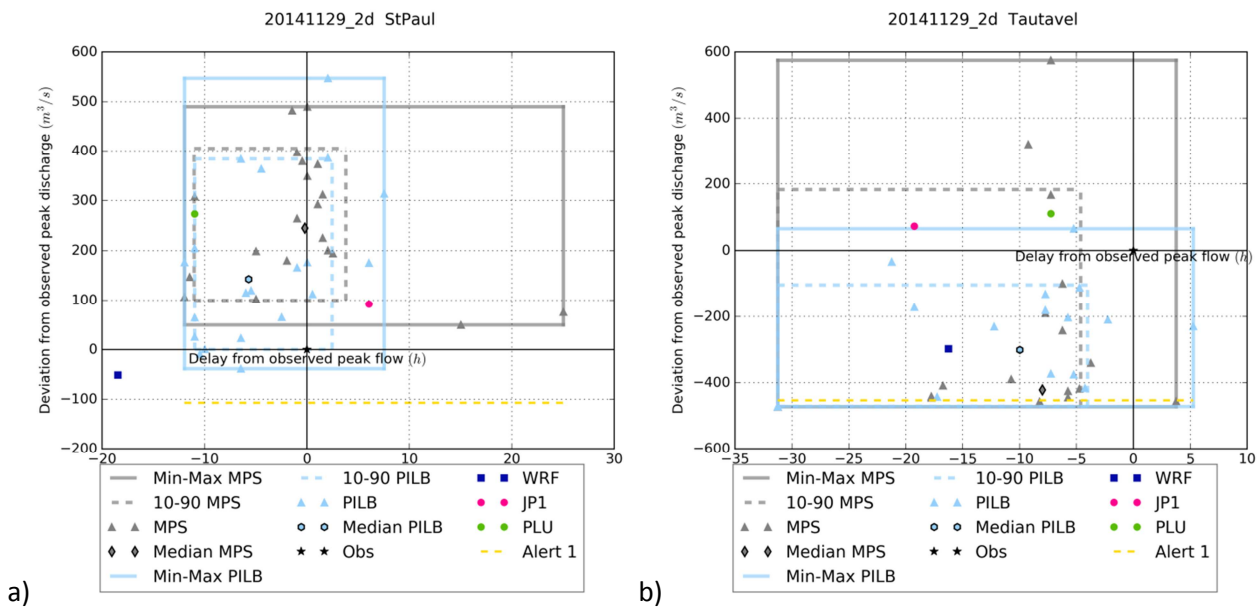 20141129_2d StPaul
600
500
400
300
200
100
0
−100
−200
−20
−10
0
10
20
30
Deviation from observed peak discharge (m³/s)
Delay from observed peak flow (h)
Min-Max MPS
10-90 MPS
MPS
Median MPS
Min-Max PILB
10-90 PILB
PILB
Median PILB
Obs
WRF
JP1
PLU
Alert 1
a)
20141129_2d Tautavel
600
400
200
0
−200
−400
−600
−35
−30
−25
−20
−15
−10
−5
0
5
10
Deviation from observed peak discharge (m³/s)
Delay from observed peak flow (h)
Min-Max MPS
10-90 MPS
MPS
Median MPS
Min-Max PILB
10-90 PILB
PILB
Median PILB
Obs
WRF
JP1
PLU
Alert 1
b)